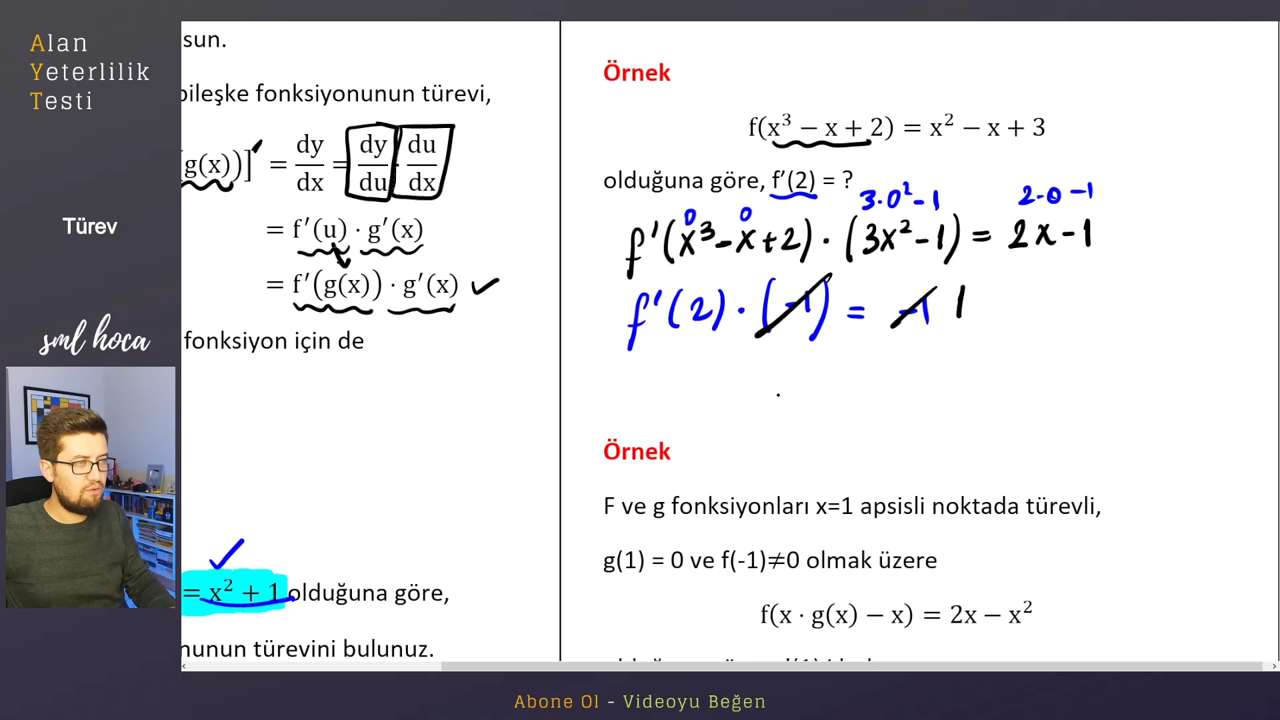 Alan
Yeterlilik
Testi
Türev
sml hoca
sun.
bileşke fonksiyonunun türevi,
g(x))]′ = dy/dx = dy/du · du/dx
= f′(u) · g′(x)
= f′(g(x)) · g′(x) ✓
fonksiyon için de
= x² + 1 olduğuna göre,
nunun türevini bulunuz.
Örnek
f(x³ − x + 2) = x² − x + 3
olduğuna göre, f′(2) = ?
0 0 3·0²-1 2·0-1
f'(x³-x+2)·(3x²-1) = 2x-1
f'(2)·(-1) = -1 1
Örnek
F ve g fonksiyonları x=1 apsisli noktada türevli,
g(1) = 0 ve f(-1)≠0 olmak üzere
f(x · g(x) − x) = 2x − x²
Abone Ol - Videoyu Beğen